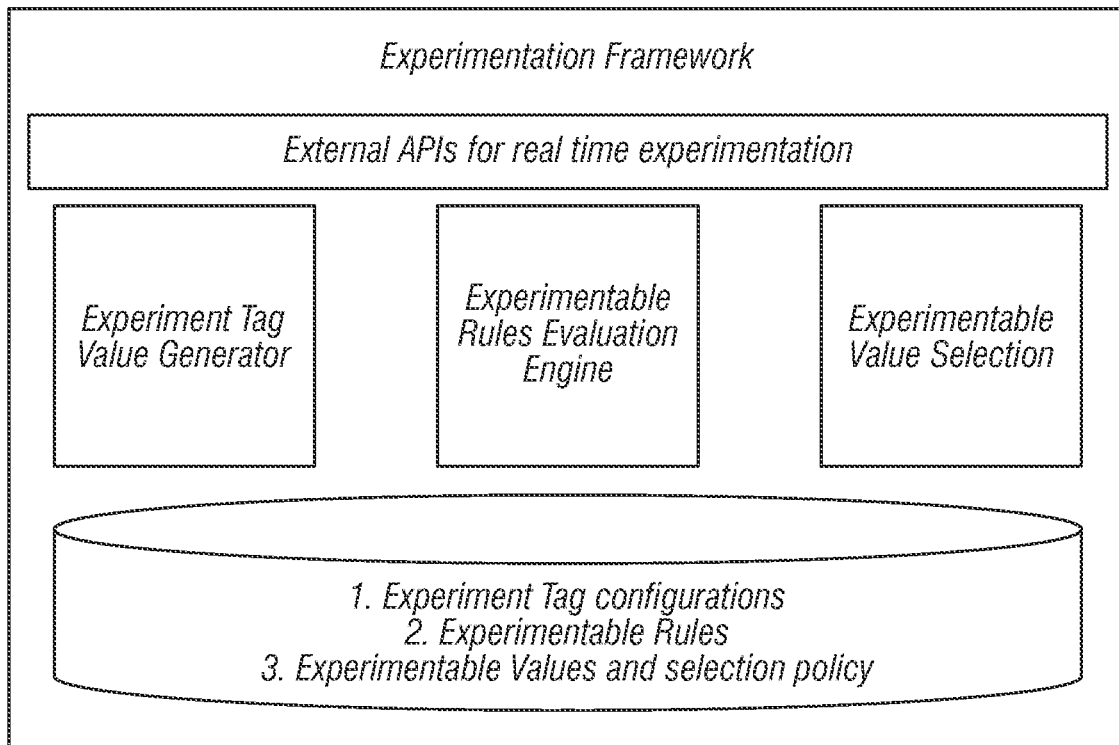 Experimentation Framework
External APIs for real time experimentation
Experiment Tag
Value Generator
Experimentable
Rules Evaluation
Engine
Experimentable
Value Selection
1. Experiment Tag configurations
2. Experimentable Rules
3. Experimentable Values and selection policy